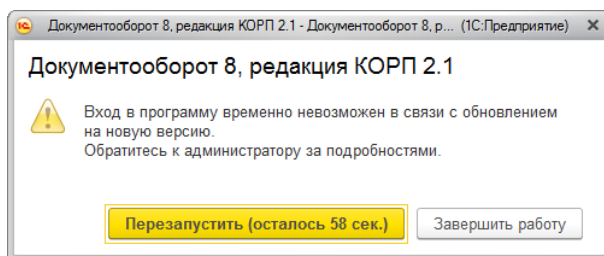 1С Документооборот 8, редакция КОРП 2.1 - Документооборот 8, р... (1С:Предприятие)
Документооборот 8, редакция КОРП 2.1
Вход в программу временно невозможен в связи с обновлением
на новую версию.
Обратитесь к администратору за подробностями.
Перезапустить (осталось 58 сек.) Завершить работу